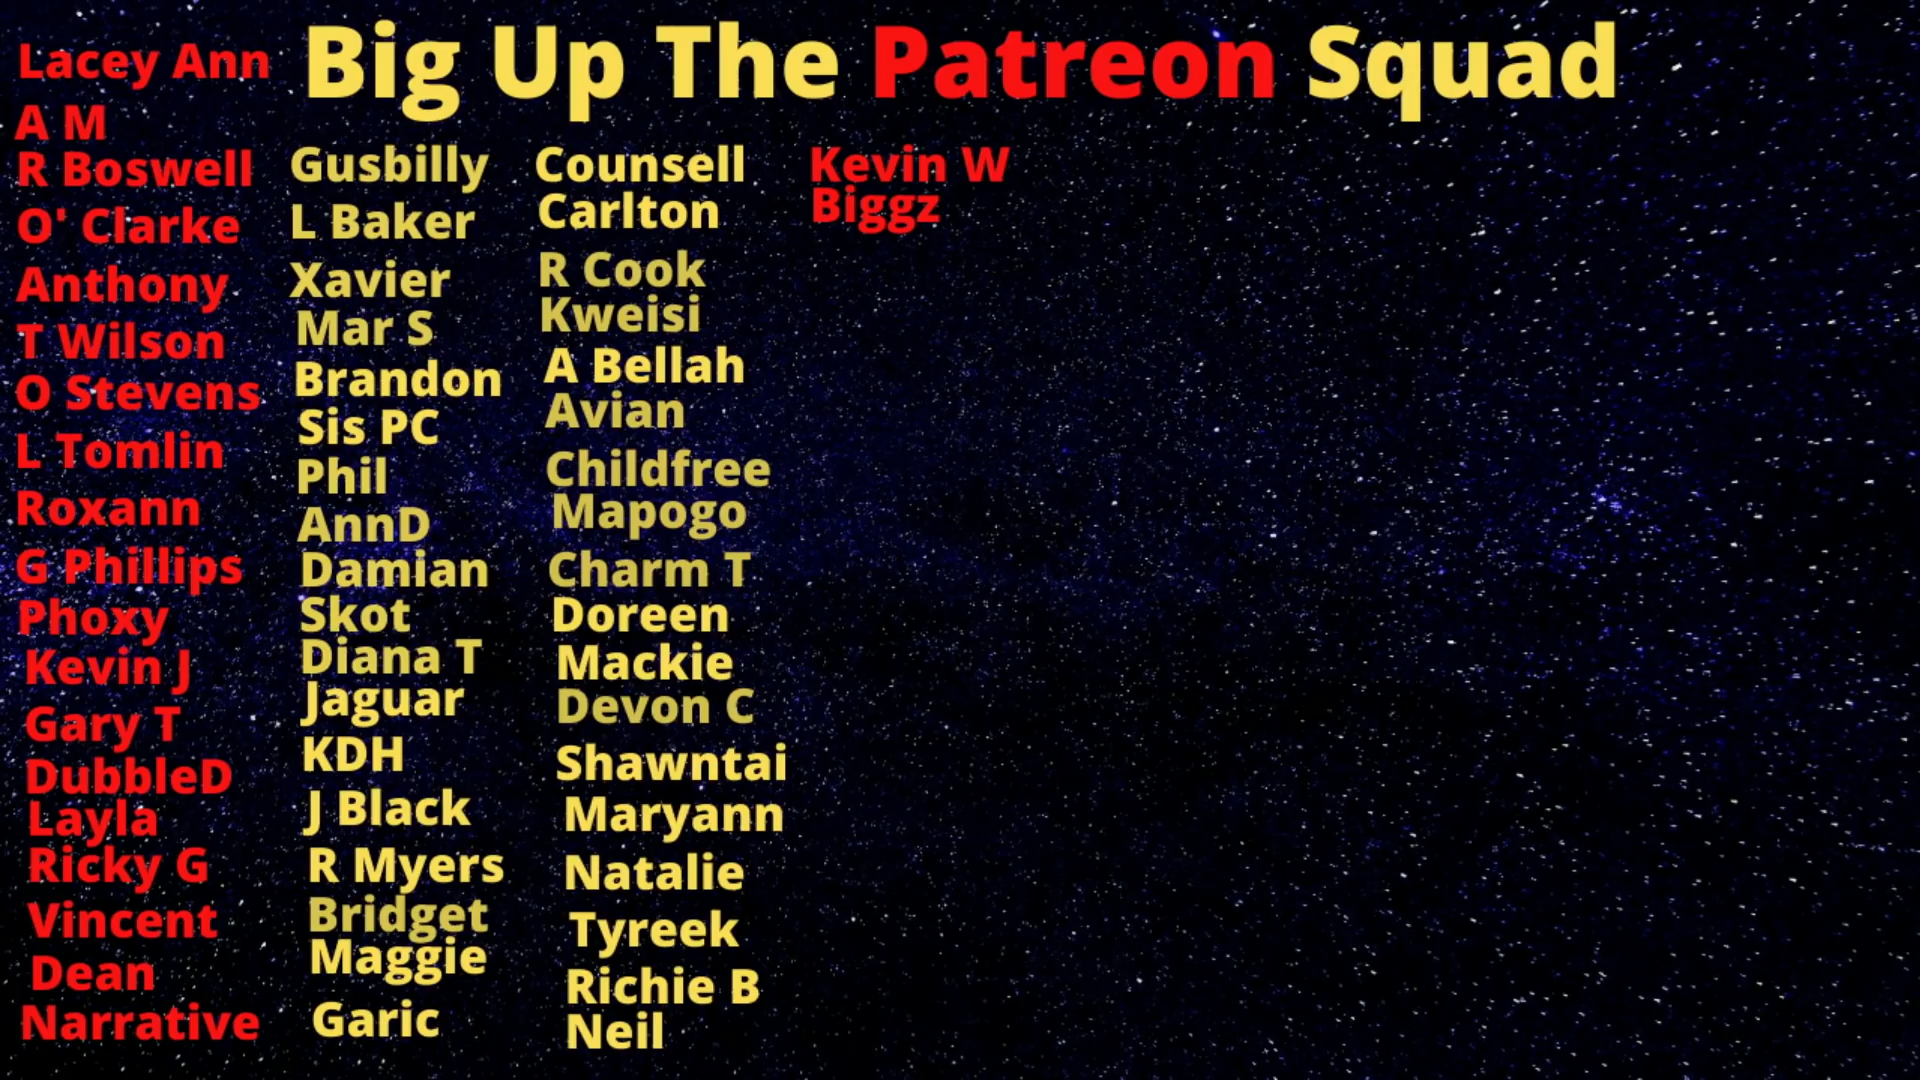 Big Up The Patreon Squad
Lacey Ann
A M
R Boswell
O' Clarke
Anthony
T Wilson
O Stevens
L Tomlin
Roxann
G Phillips
Phoxy
Kevin J
Gary T
DubbleD
Layla
Ricky G
Vincent
Dean
Narrative
Gusbilly
L Baker
Xavier
Mar S
Brandon
Sis PC
Phil
AnnD
Damian
Skot
Diana T
Jaguar
KDH
J Black
R Myers
Bridget
Maggie
Garic
Counsell
Carlton
R Cook
Kweisi
A Bellah
Avian
Childfree
Mapogo
Charm T
Doreen
Mackie
Devon C
Shawntai
Maryann
Natalie
Tyreek
Richie B
Neil
Kevin W
Biggz